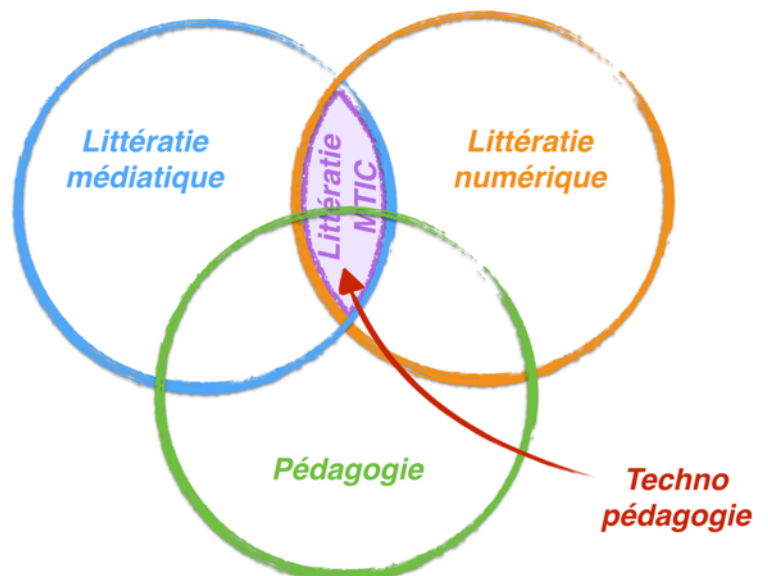 Littératie
médiatique
Littératie
numérique
Littératie
MTIC
Pédagogie
Techno
pédagogie